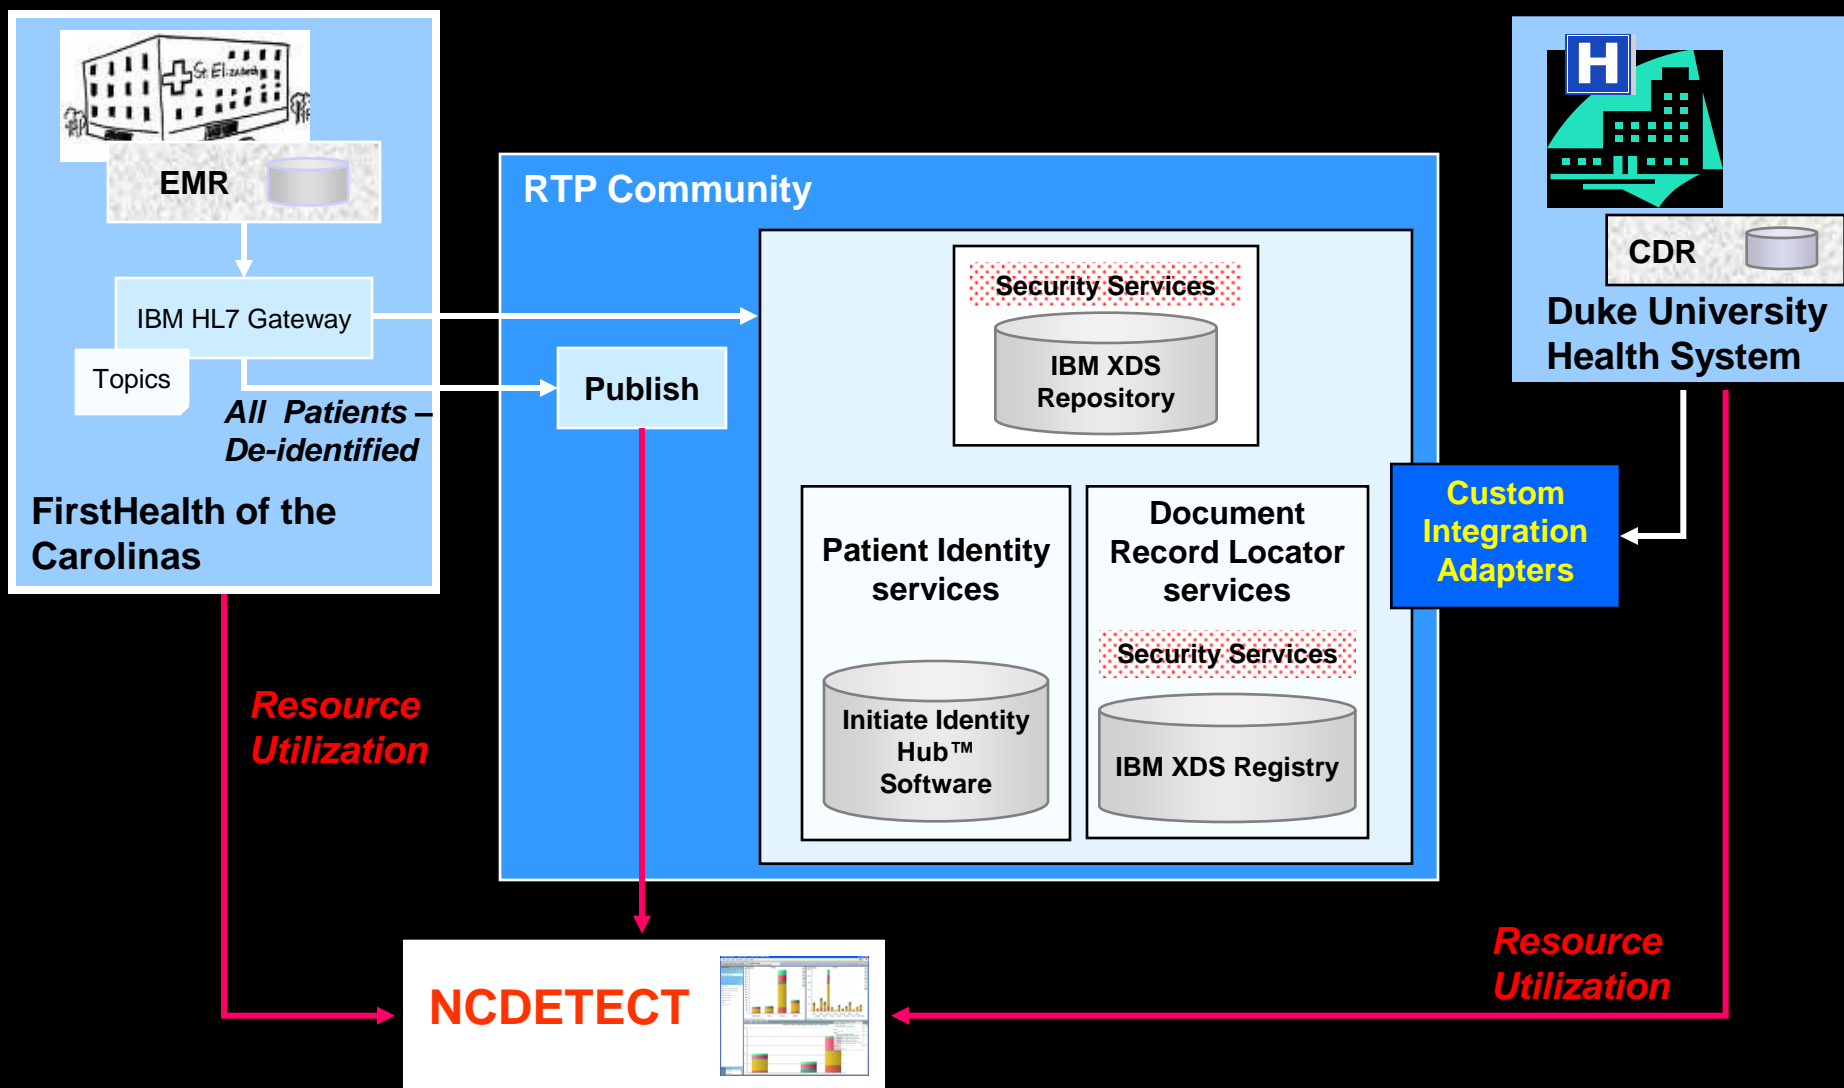 St. Elizabeth
EMR
IBM HL7 Gateway
Topics
All Patients –
De-identified
FirstHealth of the
Carolinas
Resource
Utilization
RTP Community
Publish
Security Services
IBM XDS
Repository
Patient Identity
services
Initiate Identity
Hub™
Software
Document
Record Locator
services
Security Services
IBM XDS Registry
H
CDR
Duke University
Health System
Custom
Integration
Adapters
Resource
Utilization
NCDETECT